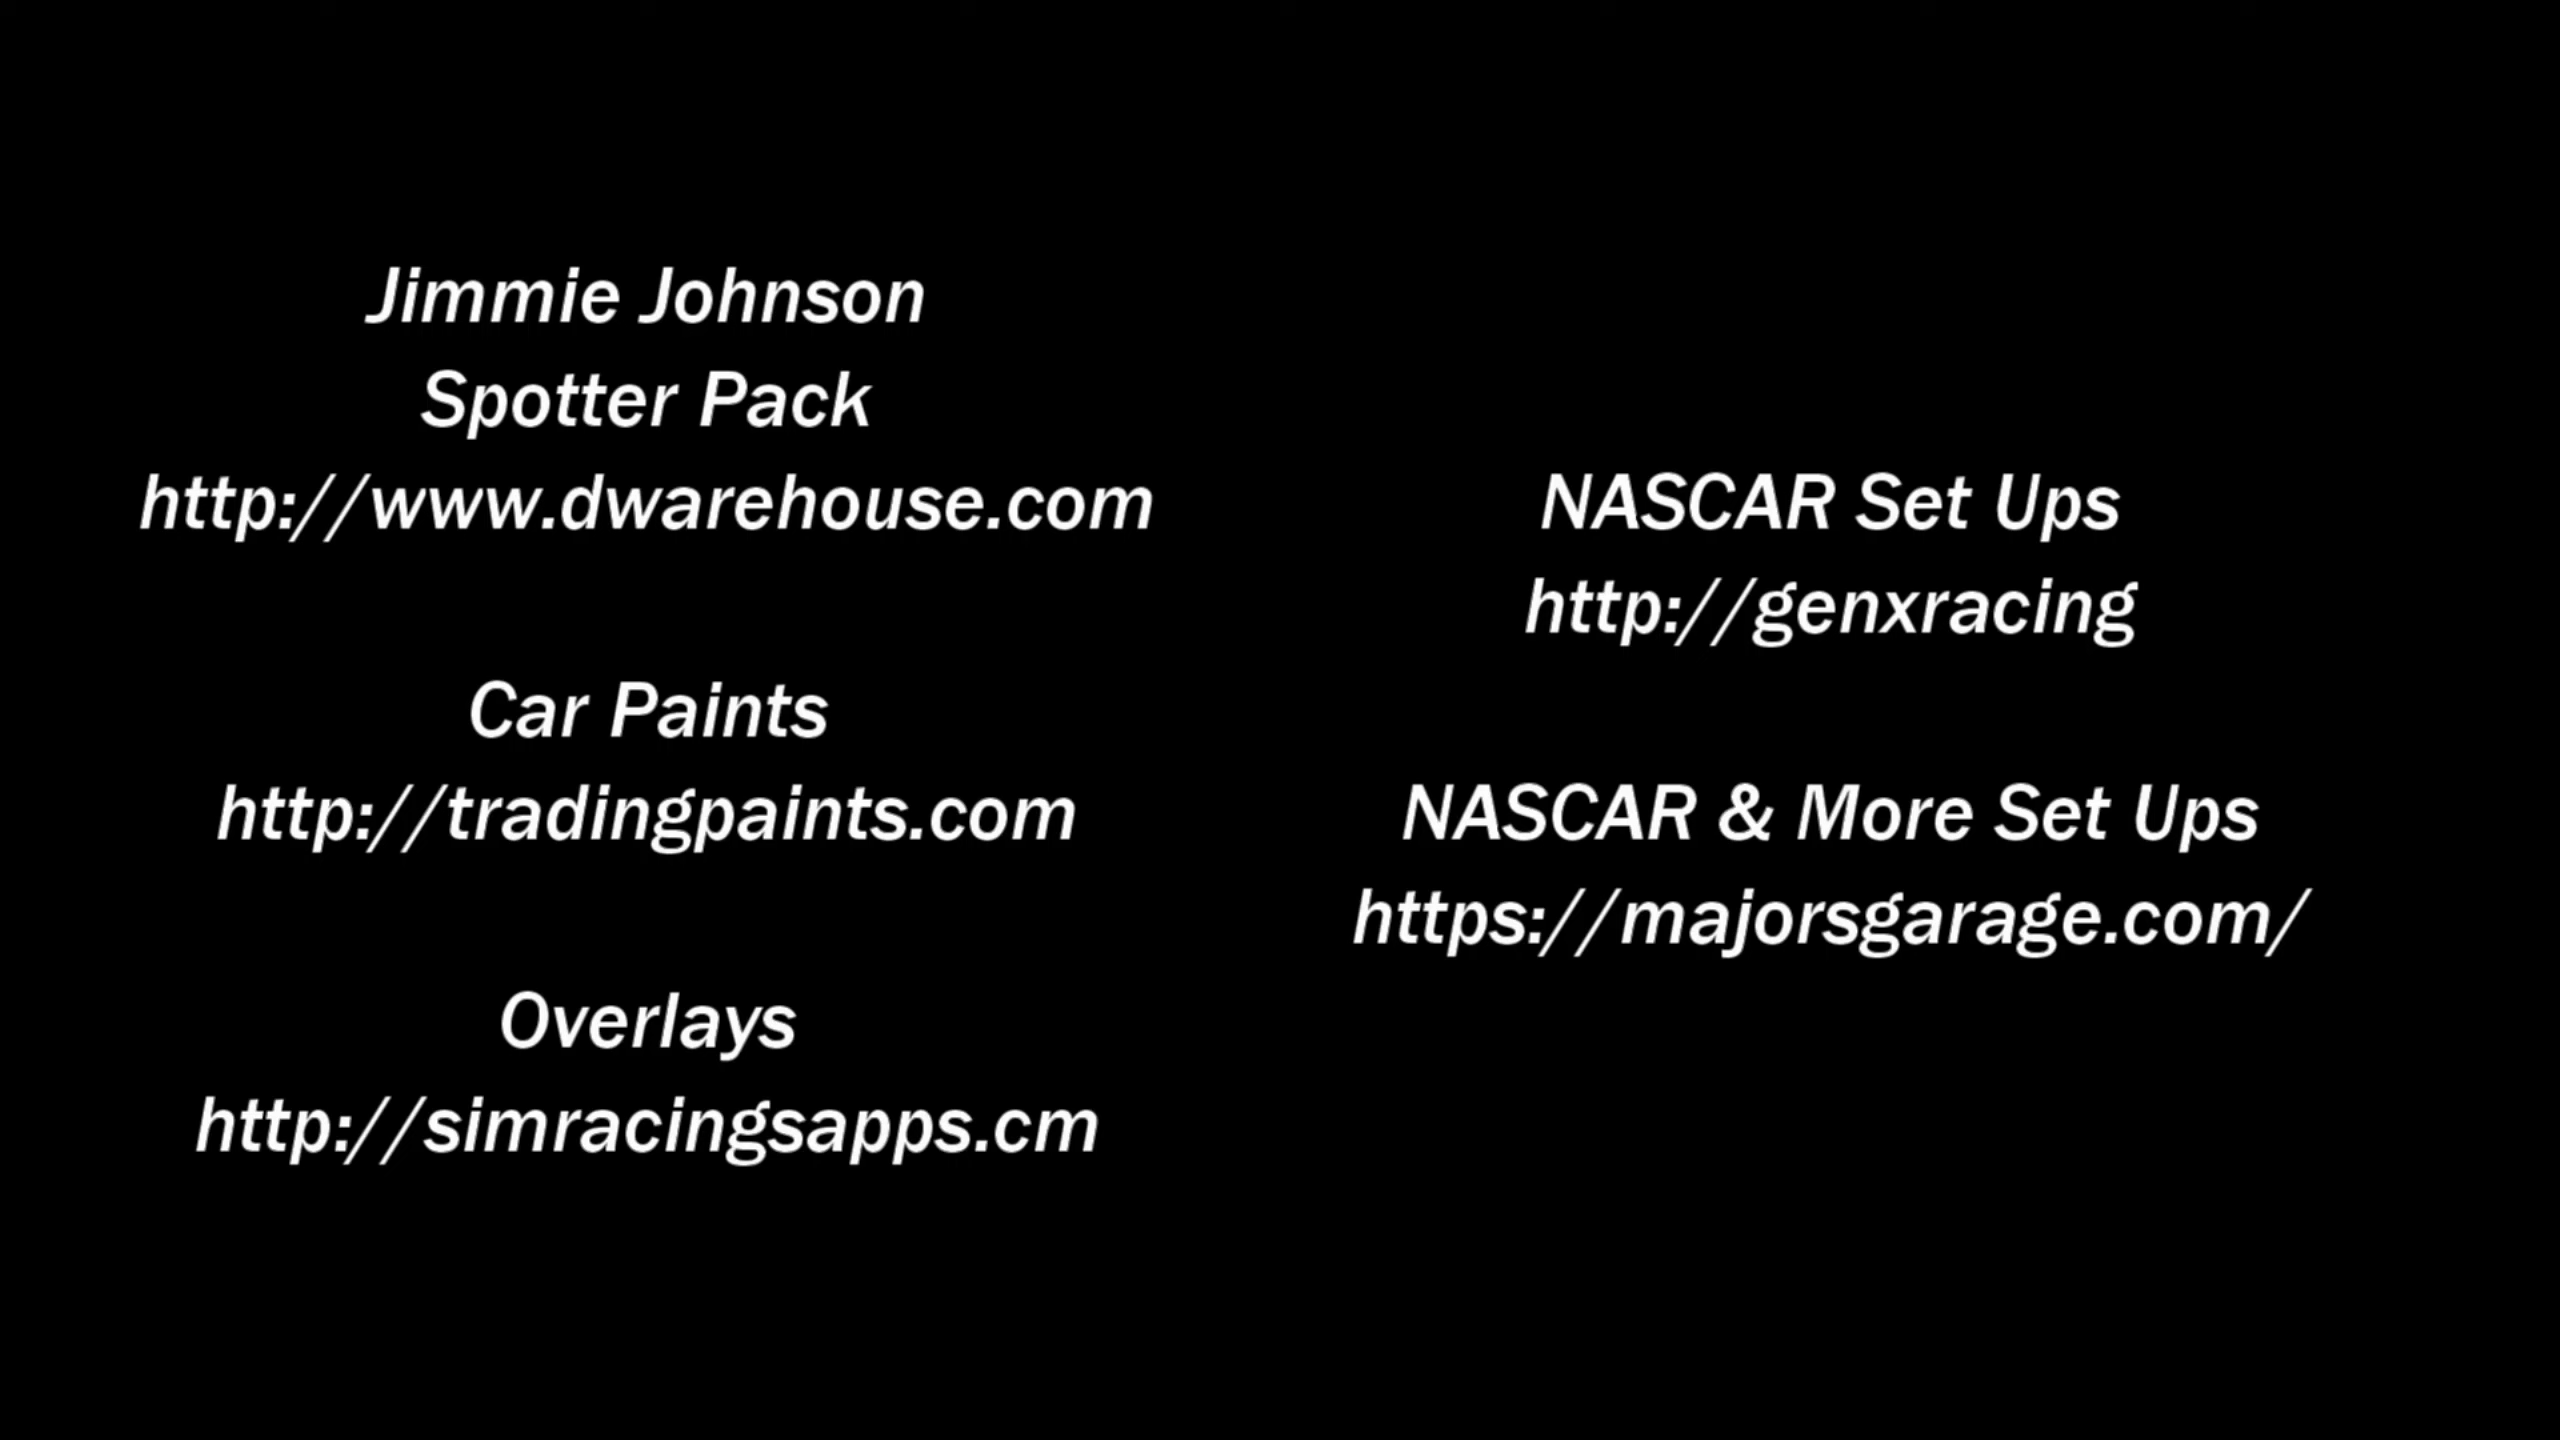 Jimmie Johnson
Spotter Pack
http://www.dwarehouse.com
Car Paints
http://tradingpaints.com
Overlays
http://simracingsapps.cm
NASCAR Set Ups
http://genxracing
NASCAR & More Set Ups
https://majorsgarage.com/